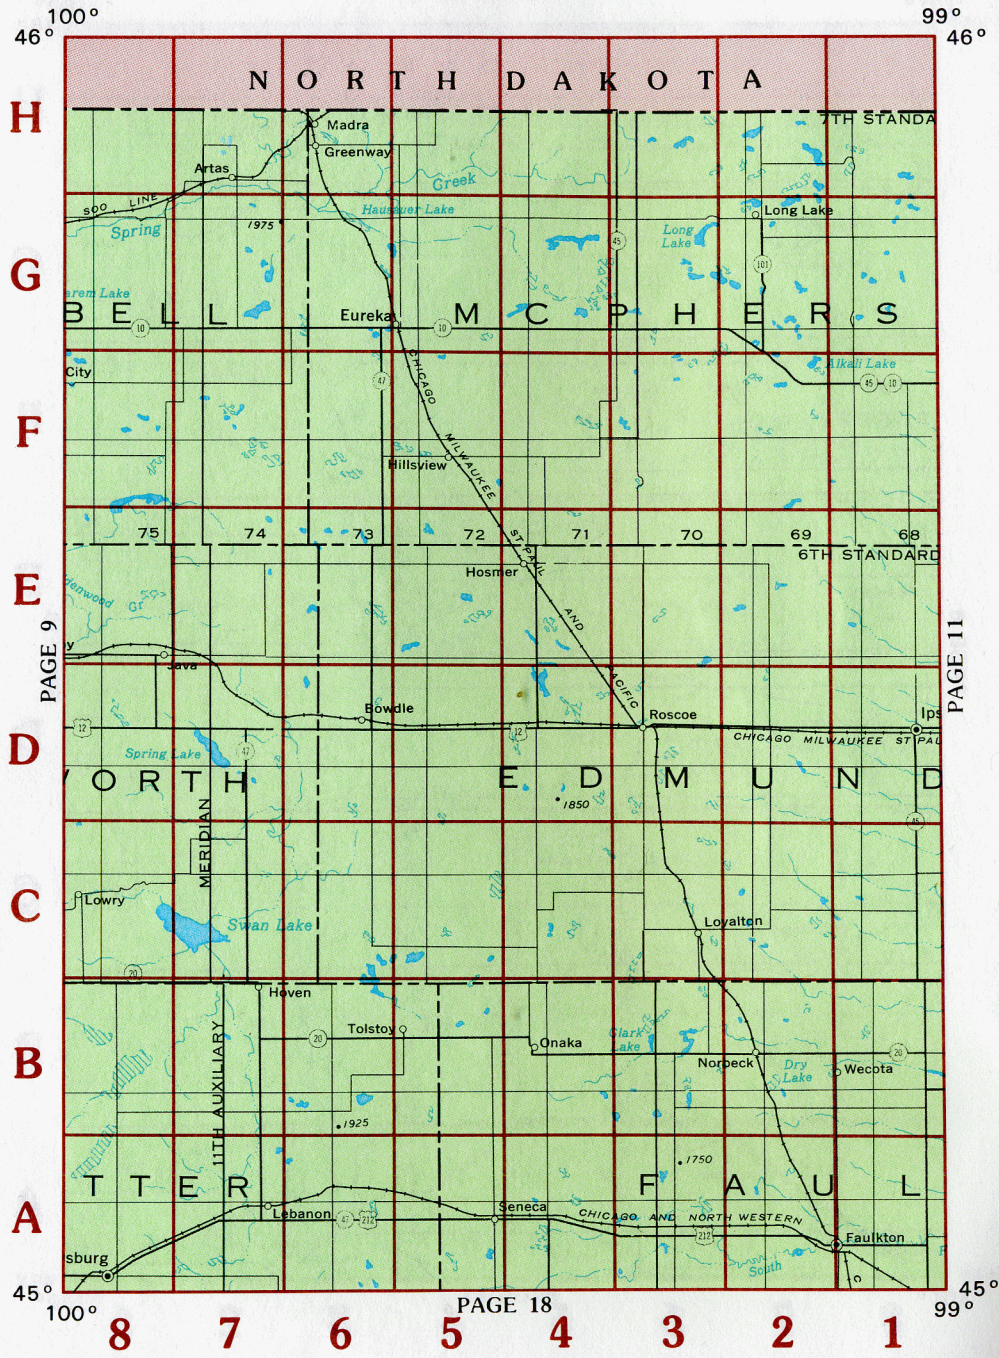 100° 99°
46° 46°
NORTH DAKOTA
H
7TH STANDA
Madra
Greenway
Artas
Creek
SOO LINE
Hausauer Lake
Long Lake
1975
Spring
Long
Lake
45
G
101
arem Lake
BELL MCPHERS
Eureka
10 10
City
CHICAGO
Alkali Lake
47
45 10
F
MILWAUKEE
Hillsview
75 74 73 72 71 70 69 68
ST PAUL
6TH STANDARD
Hosmer
E
denwood Cr
AND
PAGE 9
PAGE 11
y
Java
PACIFIC
Bowdle
Roscoe
Ips
12 12
CHICAGO MILWAUKEE ST PAUL
D
Spring Lake
47
ORTH EDMUND
1850
45
MERIDIAN
C
Lowry
Swan Lake
Loyalton
20
Hoven
Tolstoy
20
Onaka
Clark
Lake
20
B
Norbeck
Dry
Lake
Wecota
11TH AUXILIARY
1925
1750
TTER FAUL
A
Lebanon
47 212
Seneca
CHICAGO AND NORTH WESTERN
212
Faulkton
sburg
South
F
C
45° 45°
100° 99°
PAGE 18
8 7 6 5 4 3 2 1